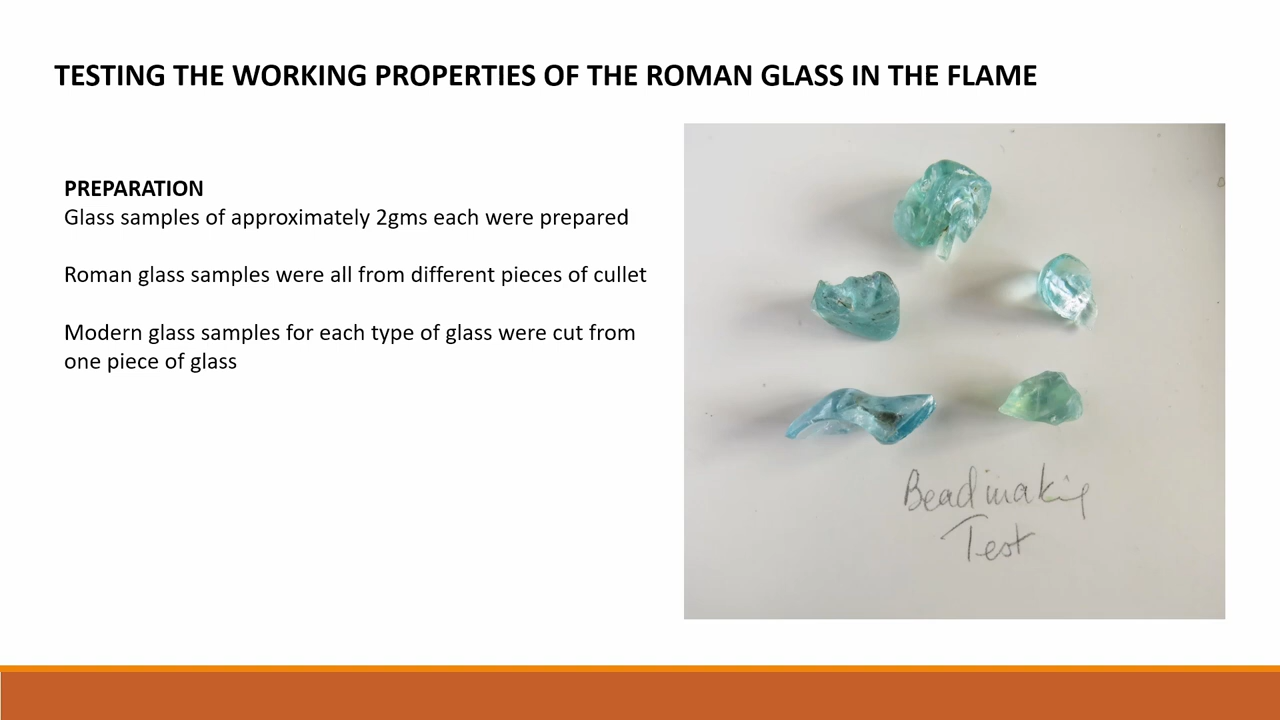 TESTING THE WORKING PROPERTIES OF THE ROMAN GLASS IN THE FLAME
PREPARATION
Glass samples of approximately 2gms each were prepared
Roman glass samples were all from different pieces of cullet
Modern glass samples for each type of glass were cut from
one piece of glass
Beadmaking
Test